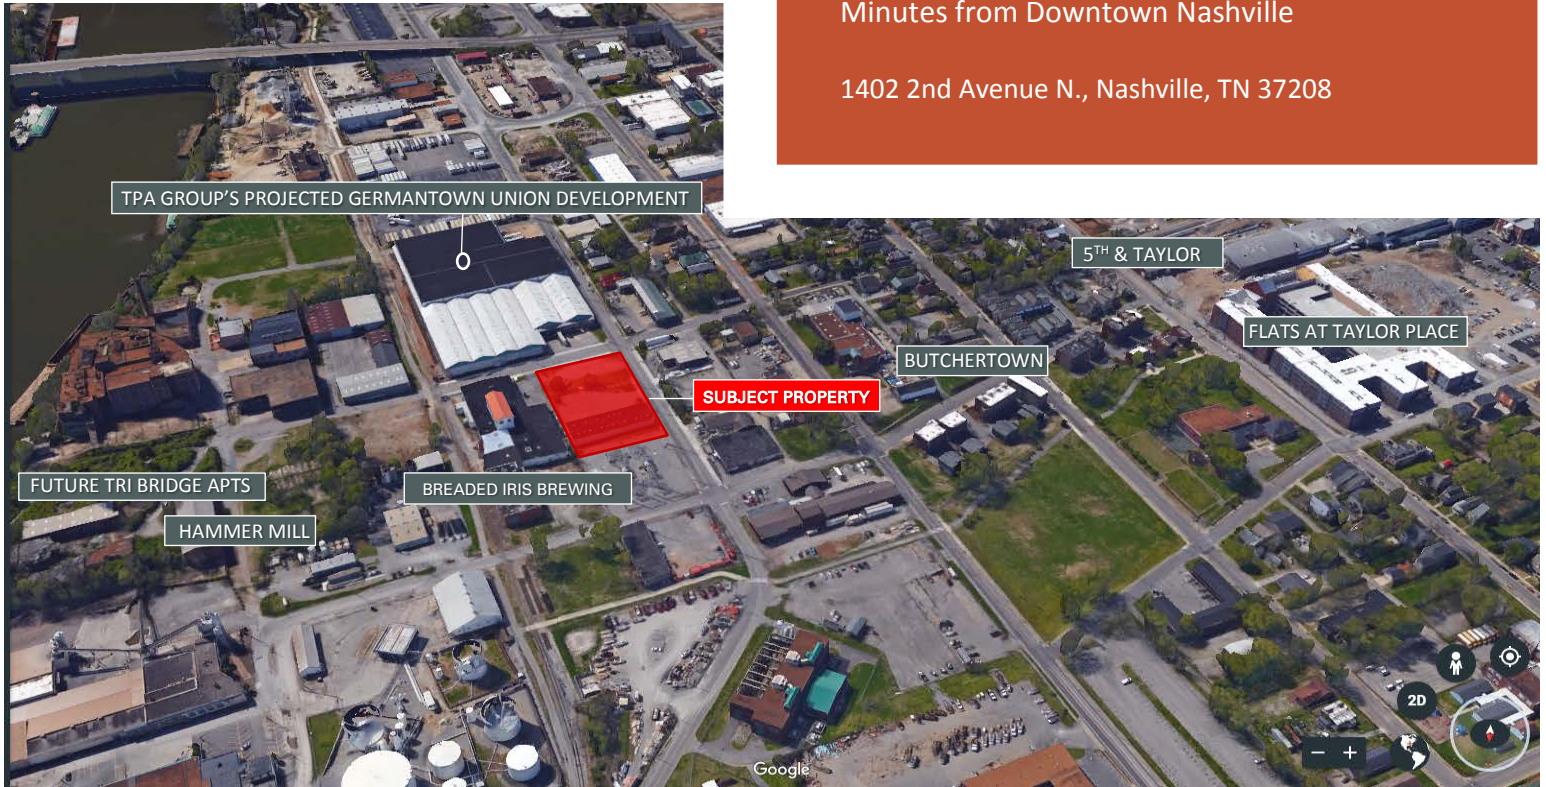 Minutes from Downtown Nashville
1402 2nd Avenue N., Nashville, TN 37208
TPA GROUP'S PROJECTED GERMANTOWN UNION DEVELOPMENT
5TH & TAYLOR
FLATS AT TAYLOR PLACE
BUTCHERTOWN
SUBJECT PROPERTY
FUTURE TRI BRIDGE APTS
BREADED IRIS BREWING
HAMMER MILL
2D
Google